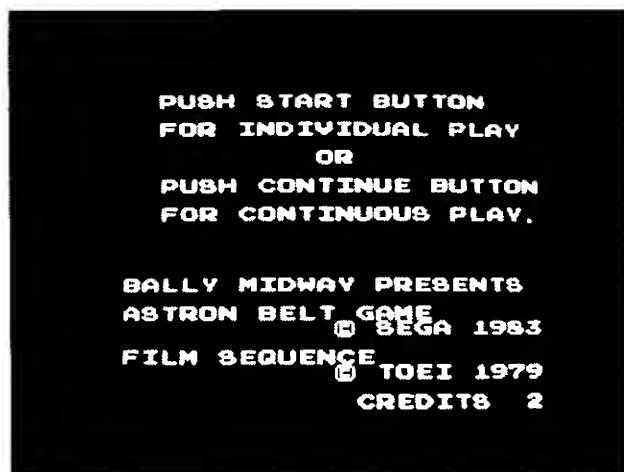 PUSH START BUTTON
FOR INDIVIDUAL PLAY
OR
PUSH CONTINUE BUTTON
FOR CONTINUOUS PLAY.
BALLY MIDWAY PRESENTS
ASTRON BELT GAME
© SEGA 1983
FILM SEQUENCE
© TOEI 1979
CREDITS 2